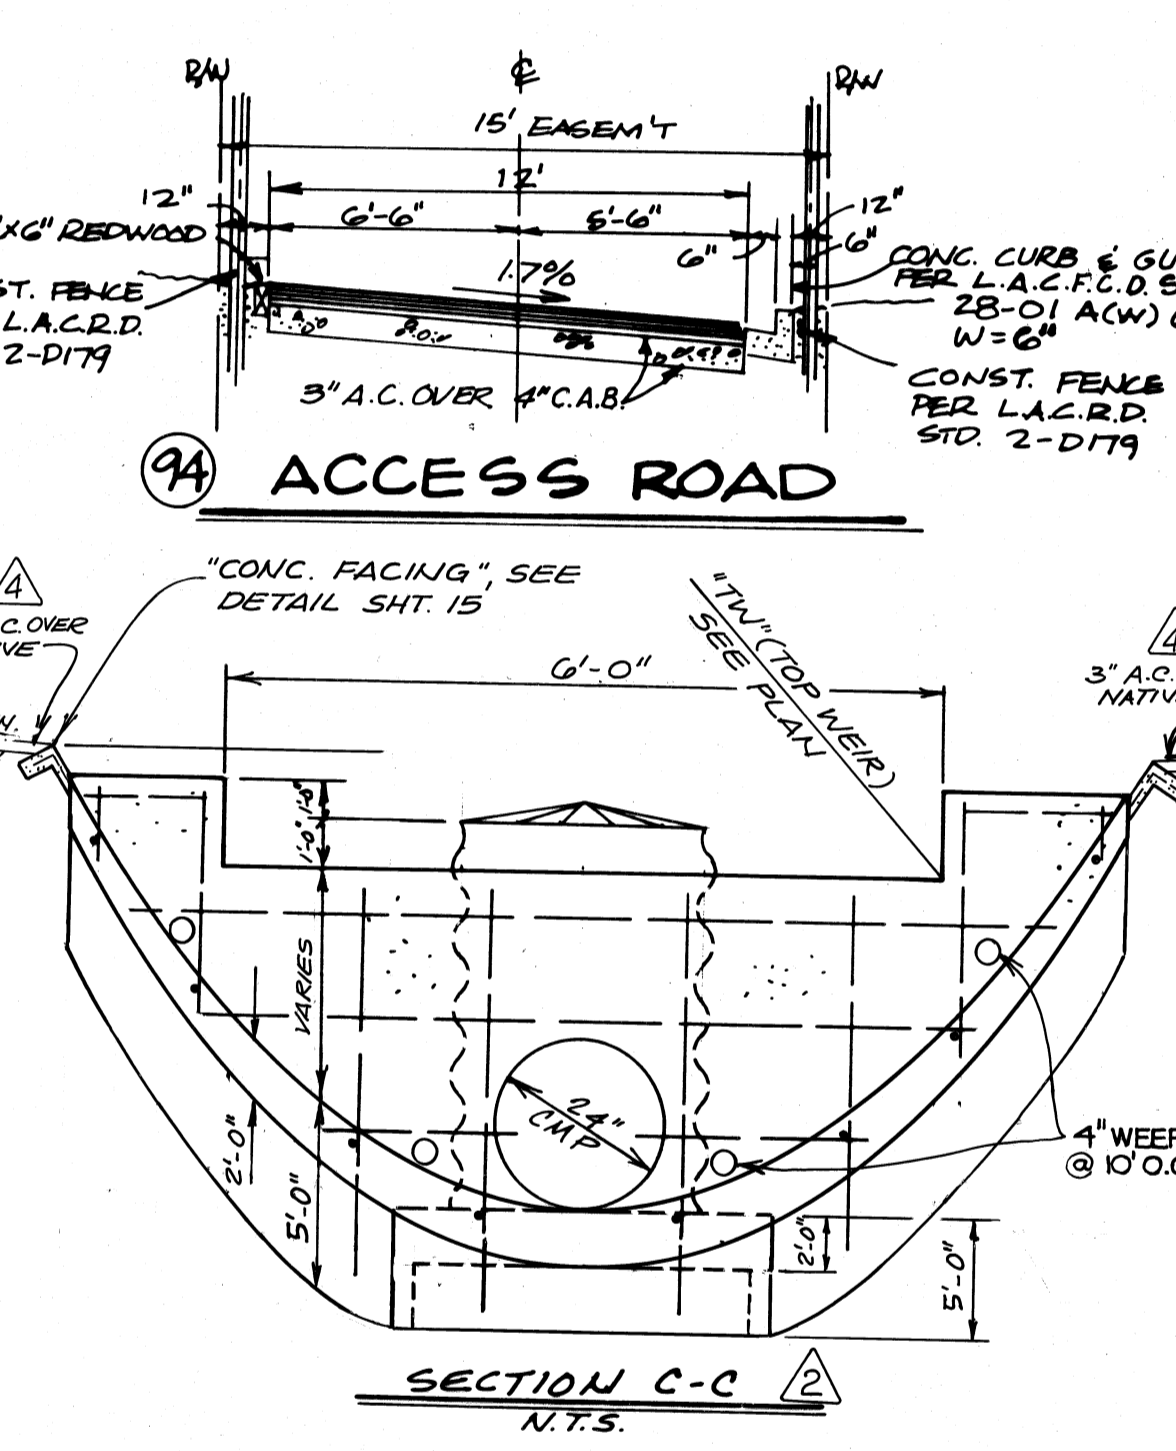 R/W
℄
R/W
15' EASEM'T
12'
12"
6'-6"
5'-6"
12"
6"
6"
X6" REDWOOD
1.7%
CONC. CURB & GU
PER L.A.C.F.C.D. S
28-01 A(W)
W=6"
ST. FENCE
L.A.C.R.D.
2-D179
3" A.C. OVER 4" C.A.B.
CONST. FENCE
PER L.A.C.R.D.
STD. 2-D179
94 ACCESS ROAD
4
"CONC. FACING", SEE
DETAIL SHT. 15
C. OVER
VE
"TW" (TOP WEIR)
SEE PLAN
4
3" A.C.
NATIV
6'-0"
N.
1'-0"
1'-0"
VARIES
24"
CMP
2'-0"
5'-0"
4" WEEP
@ 10' O.C
2'-0"
5'-0"
SECTION C-C 2
N.T.S.